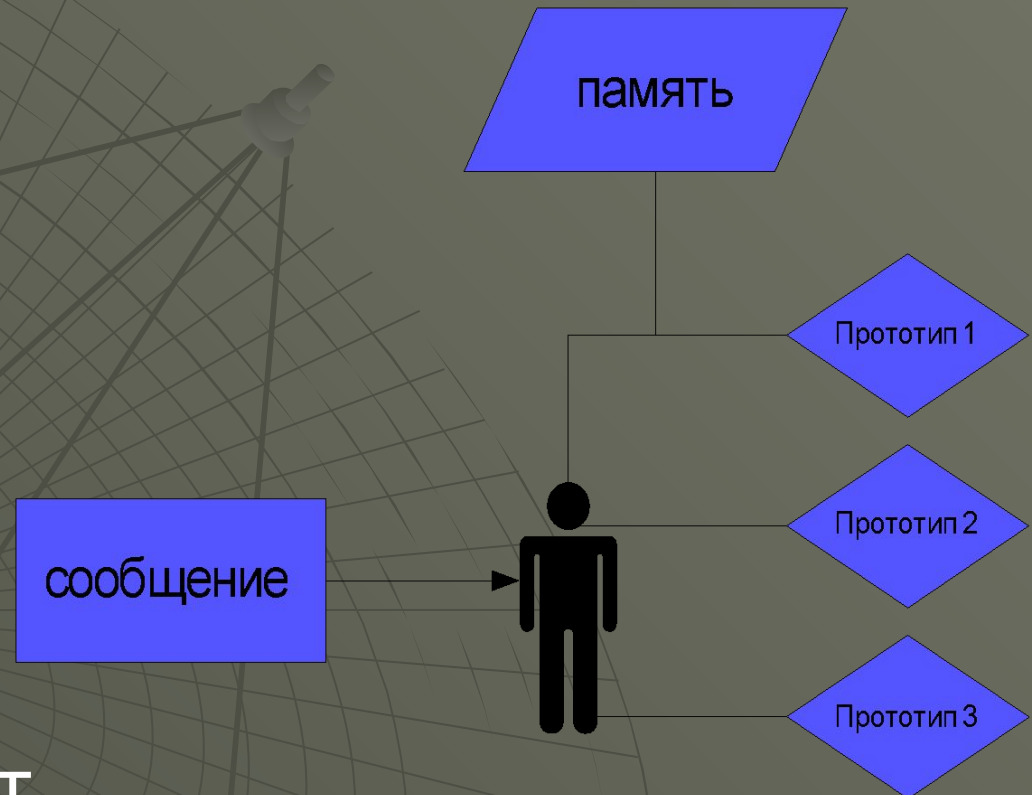 память
Прототип 1
Прототип 2
сообщение
Прототип 3
т